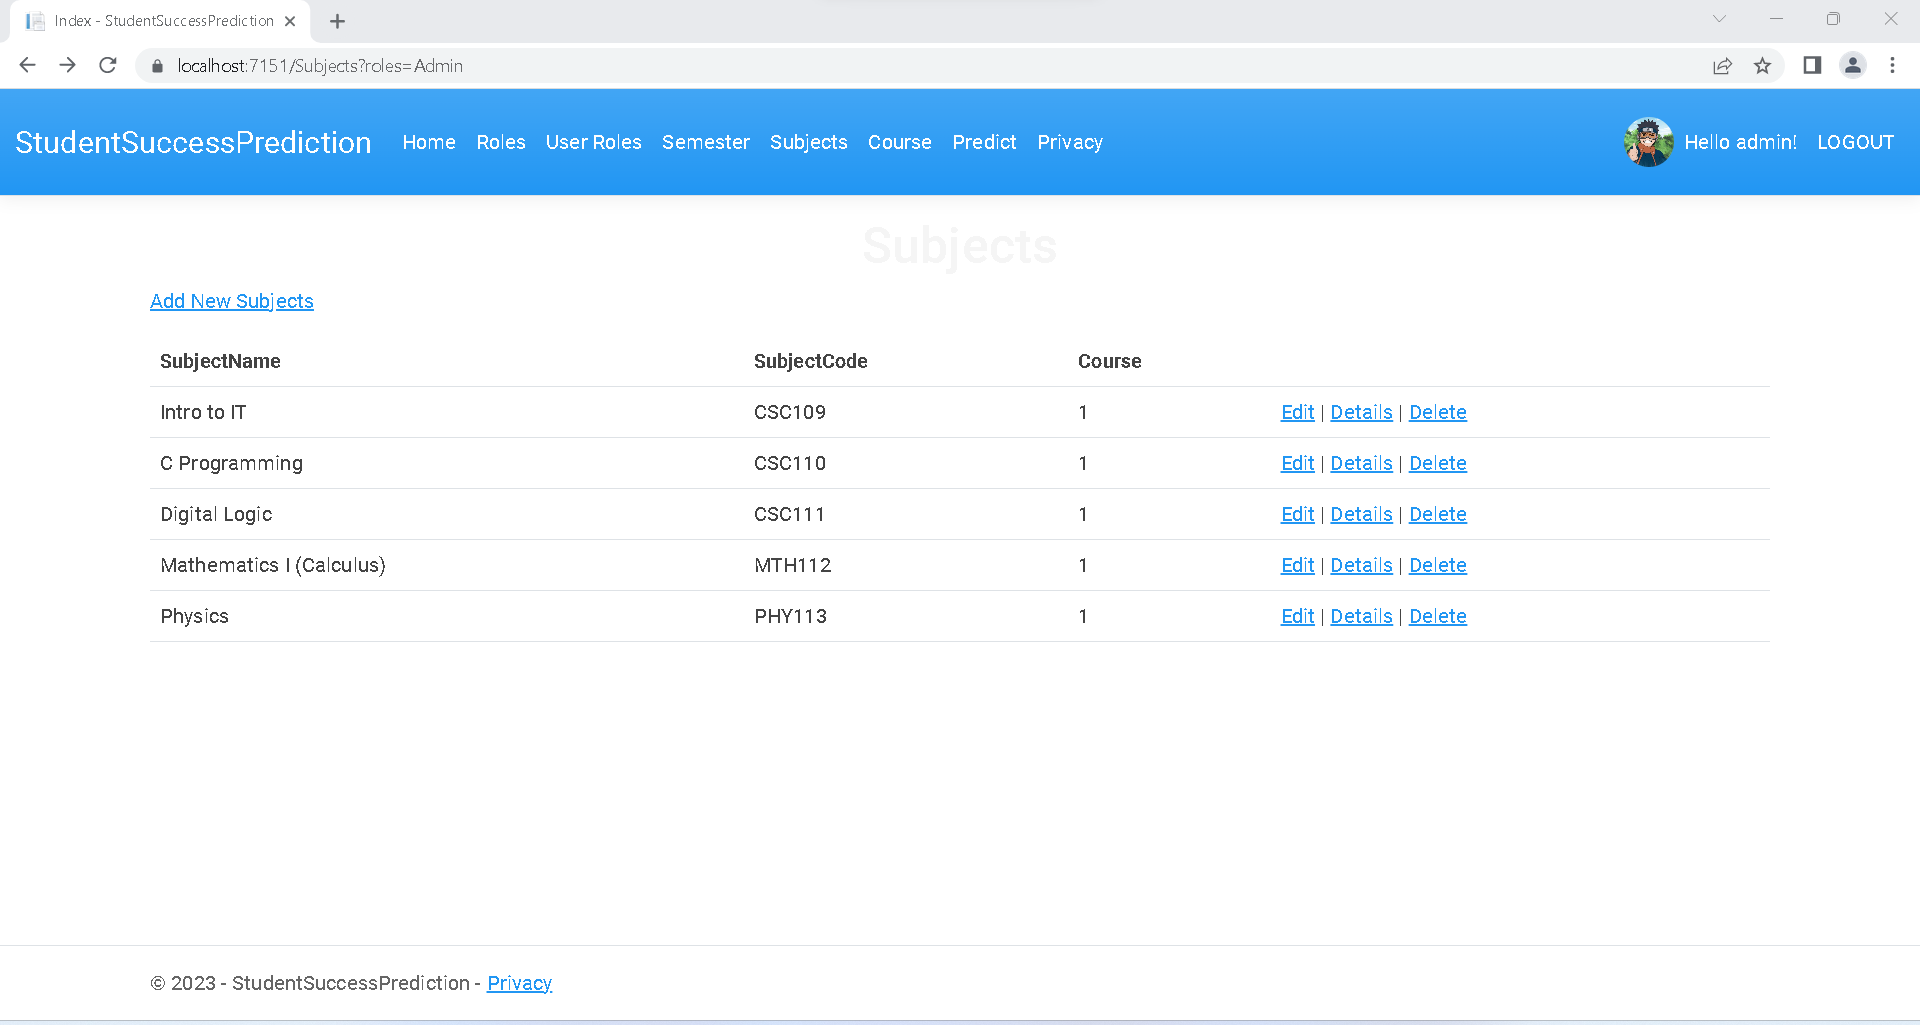 Index - StudentSuccessPrediction
localhost:7151/Subjects?roles=Admin
StudentSuccessPrediction Home Roles User Roles Semester Subjects Course Predict Privacy Hello admin! LOGOUT
Subjects
Add New Subjects
SubjectName SubjectCode Course
Intro to IT CSC109 1 Edit | Details | Delete
C Programming CSC110 1 Edit | Details | Delete
Digital Logic CSC111 1 Edit | Details | Delete
Mathematics I (Calculus) MTH112 1 Edit | Details | Delete
Physics PHY113 1 Edit | Details | Delete
© 2023 - StudentSuccessPrediction - Privacy